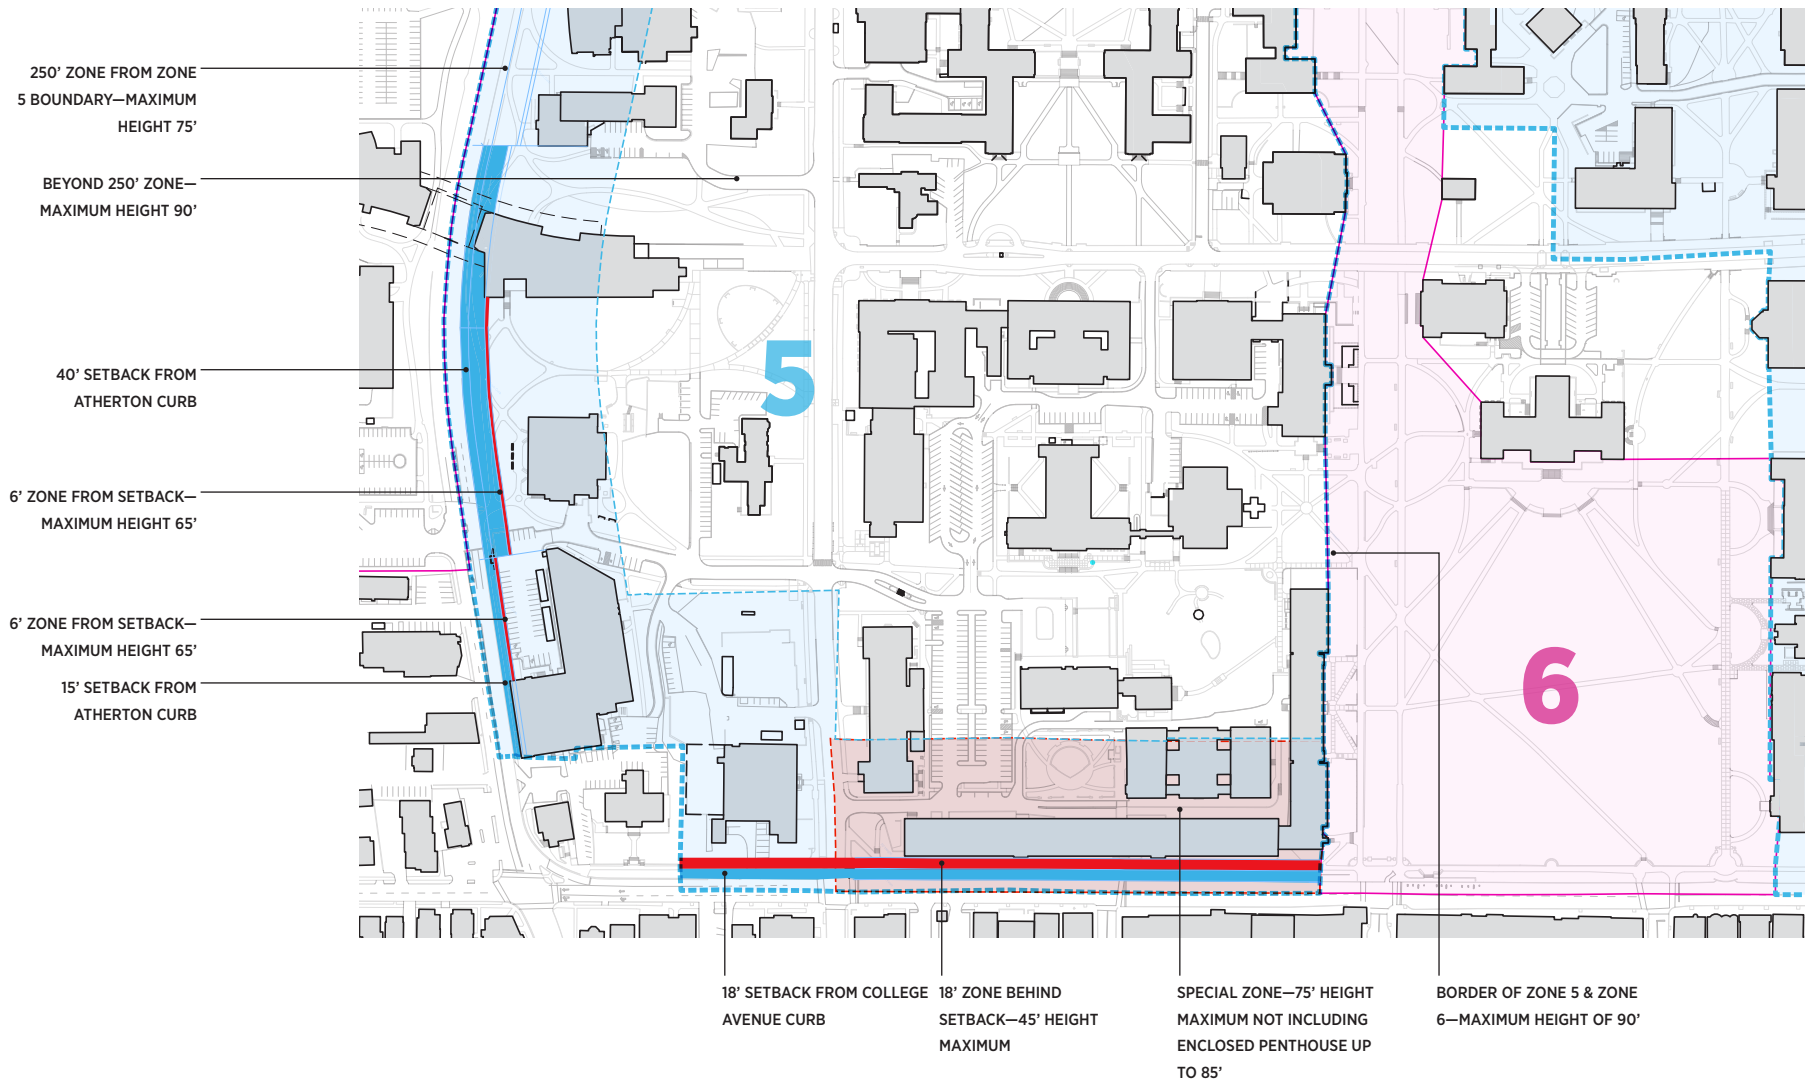 250’ ZONE FROM ZONE
5 BOUNDARY—MAXIMUM
HEIGHT 75’
BEYOND 250’ ZONE—
MAXIMUM HEIGHT 90’
40’ SETBACK FROM
ATHERTON CURB
6’ ZONE FROM SETBACK—
MAXIMUM HEIGHT 65’
6’ ZONE FROM SETBACK—
MAXIMUM HEIGHT 65’
15’ SETBACK FROM
ATHERTON CURB
5
6
18’ SETBACK FROM COLLEGE
AVENUE CURB
18’ ZONE BEHIND
SETBACK—45’ HEIGHT
MAXIMUM
SPECIAL ZONE—75’ HEIGHT
MAXIMUM NOT INCLUDING
ENCLOSED PENTHOUSE UP
TO 85’
BORDER OF ZONE 5 & ZONE
6—MAXIMUM HEIGHT OF 90’